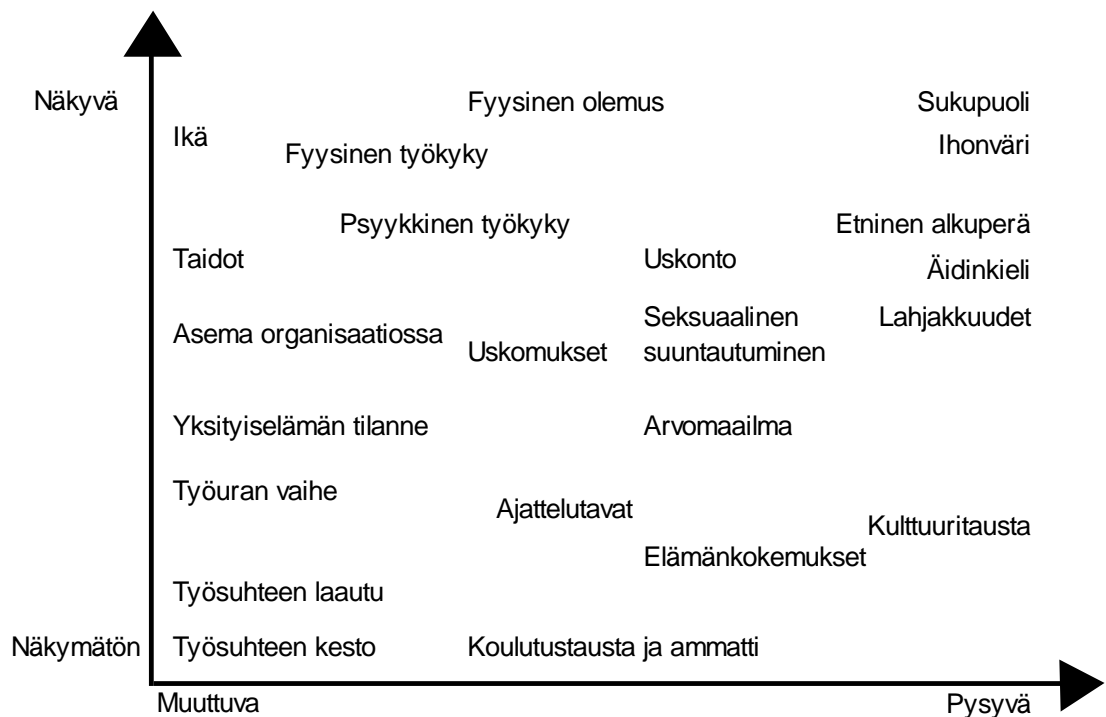 Näkyvä
Fyysinen olemus
Sukupuoli
Ikä
Fyysinen työkyky
Ihonväri
Psyykkinen työkyky
Etninen alkuperä
Taidot
Uskonto
Äidinkieli
Asema organisaatiossa
Uskomukset
Seksuaalinen
suuntautuminen
Lahjakkuudet
Yksityiselämän tilanne
Arvomaailma
Työuran vaihe
Ajattelutavat
Kulttuuritausta
Elämänkokemukset
Työsuhteen laautu
Näkymätön
Työsuhteen kesto
Koulutustausta ja ammatti
Muuttuva
Pysyvä